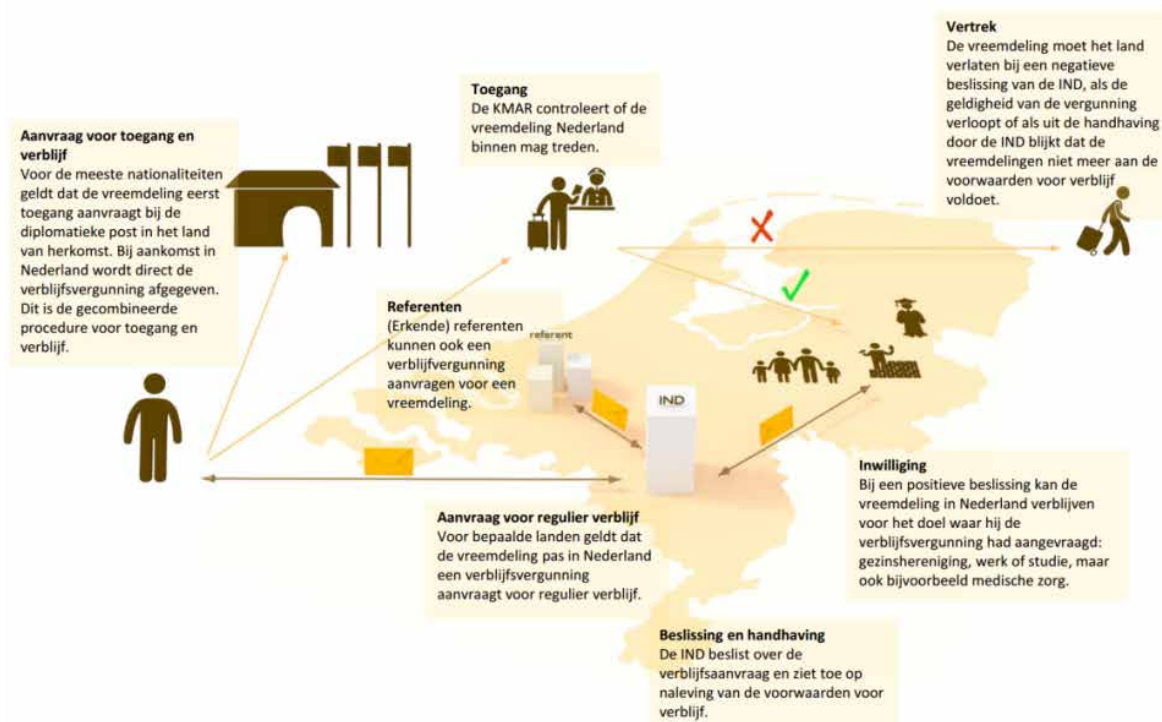 Aanvraag voor toegang en
verblijf
Voor de meeste nationaliteiten
geldt dat de vreemdeling eerst
toegang aanvraagt bij de
diplomatieke post in het land
van herkomst. Bij aankomst in
Nederland wordt direct de
verblijfsvergunning afgegeven.
Dit is de gecombineerde
procedure voor toegang en
verblijf.
Toegang
De KMAR controleert of de
vreemdeling Nederland
binnen mag treden.
Vertrek
De vreemdeling moet het land
verlaten bij een negatieve
beslissing van de IND, als de
geldigheid van de vergunning
verloopt of als uit de handhaving
door de IND blijkt dat de
vreemdelingen niet meer aan de
voorwaarden voor verblijf
voldoet.
Referenten
(Erkende) referenten
kunnen ook een
verblijfvergunning
aanvragen voor een
vreemdeling.
referent
IND
Aanvraag voor regulier verblijf
Voor bepaalde landen geldt dat
de vreemdeling pas in Nederland
een verblijfsvergunning
aanvraagt voor regulier verblijf.
Inwilliging
Bij een positieve beslissing kan de
vreemdeling in Nederland verblijven
voor het doel waar hij de
verblijfsvergunning had aangevraagd:
gezinshereniging, werk of studie, maar
ook bijvoorbeeld medische zorg.
Beslissing en handhaving
De IND beslist over de
verblijfsaanvraag en ziet toe op
naleving van de voorwaarden voor
verblijf.